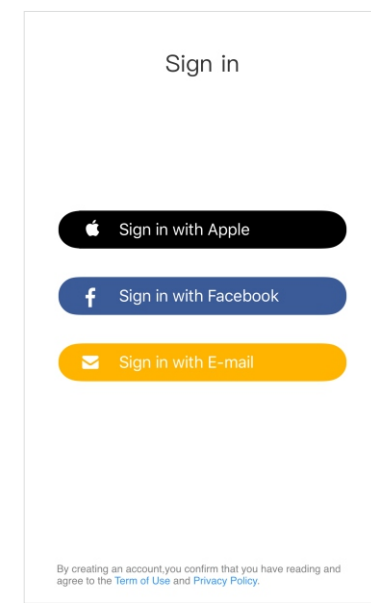 Sign in
Sign in with Apple
Sign in with Facebook
Sign in with E-mail
By creating an account,you confirm that you have reading and
agree to the Term of Use and Privacy Policy.